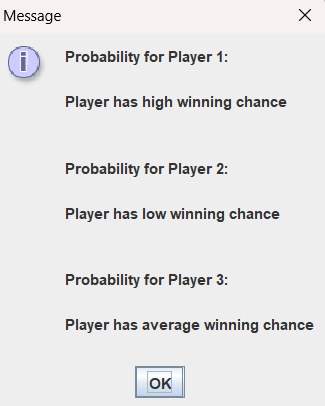 Message
Probability for Player 1:
Player has high winning chance
Probability for Player 2:
Player has low winning chance
Probability for Player 3:
Player has average winning chance
OK